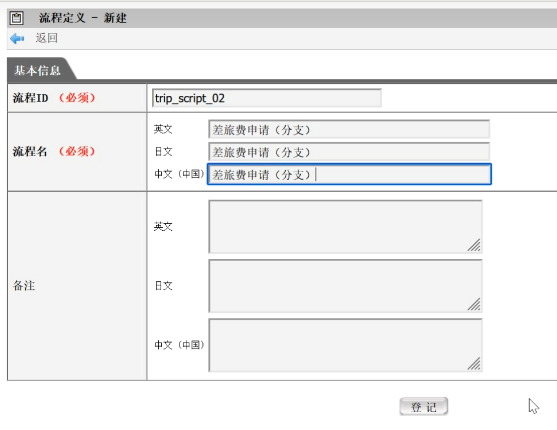 流程定义 - 新建
返回
基本信息
流程ID （必须） trip_script_02
流程名 （必须）
英文 差旅费申请（分支）
日文 差旅费申请（分支）
中文（中国） 差旅费申请（分支）
备注
英文
日文
中文（中国）
登 记